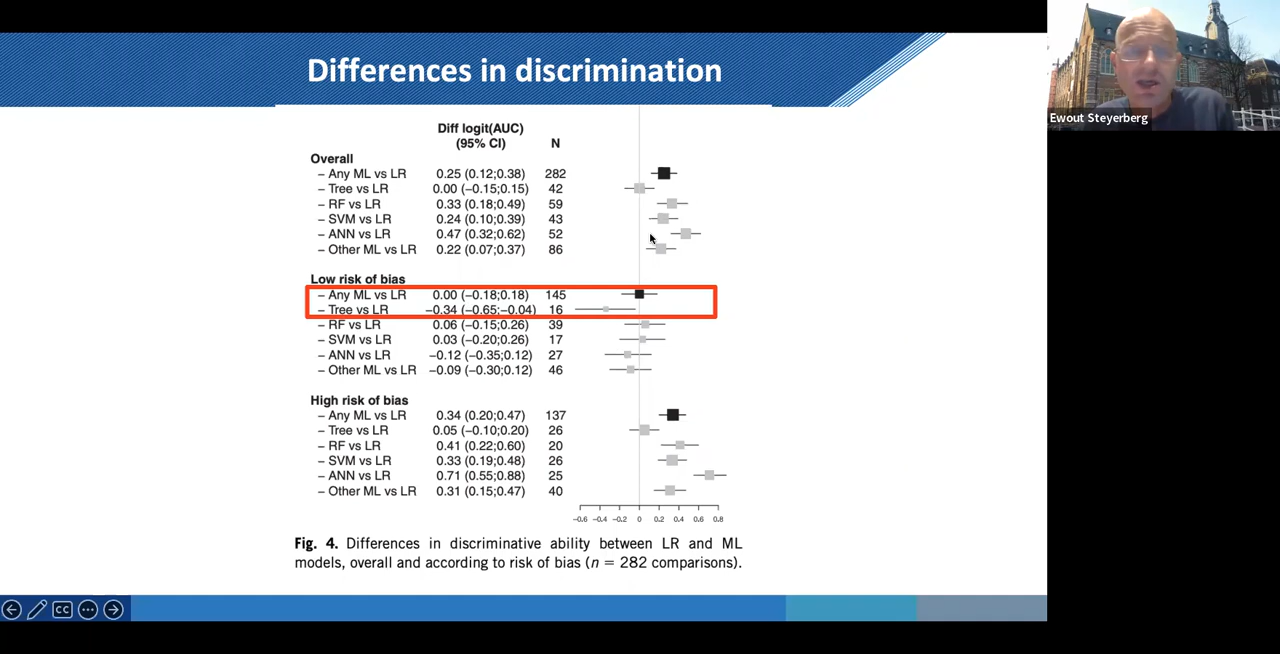 Differences in discrimination
Ewout Steyerberg
Diff logit(AUC)
(95% CI) N
Overall
– Any ML vs LR 0.25 (0.12;0.38) 282
– Tree vs LR 0.00 (−0.15;0.15) 42
– RF vs LR 0.33 (0.18;0.49) 59
– SVM vs LR 0.24 (0.10;0.39) 43
– ANN vs LR 0.47 (0.32;0.62) 52
– Other ML vs LR 0.22 (0.07;0.37) 86
Low risk of bias
– Any ML vs LR 0.00 (−0.18;0.18) 145
– Tree vs LR −0.34 (−0.65;−0.04) 16
– RF vs LR 0.06 (−0.15;0.26) 39
– SVM vs LR 0.03 (−0.20;0.26) 17
– ANN vs LR −0.12 (−0.35;0.12) 27
– Other ML vs LR −0.09 (−0.30;0.12) 46
High risk of bias
– Any ML vs LR 0.34 (0.20;0.47) 137
– Tree vs LR 0.05 (−0.10;0.20) 26
– RF vs LR 0.41 (0.22;0.60) 20
– SVM vs LR 0.33 (0.19;0.48) 26
– ANN vs LR 0.71 (0.55;0.88) 25
– Other ML vs LR 0.31 (0.15;0.47) 40
−0.6 −0.4 −0.2 0 0.2 0.4 0.6 0.8
Fig. 4. Differences in discriminative ability between LR and ML
models, overall and according to risk of bias (n = 282 comparisons).
CC